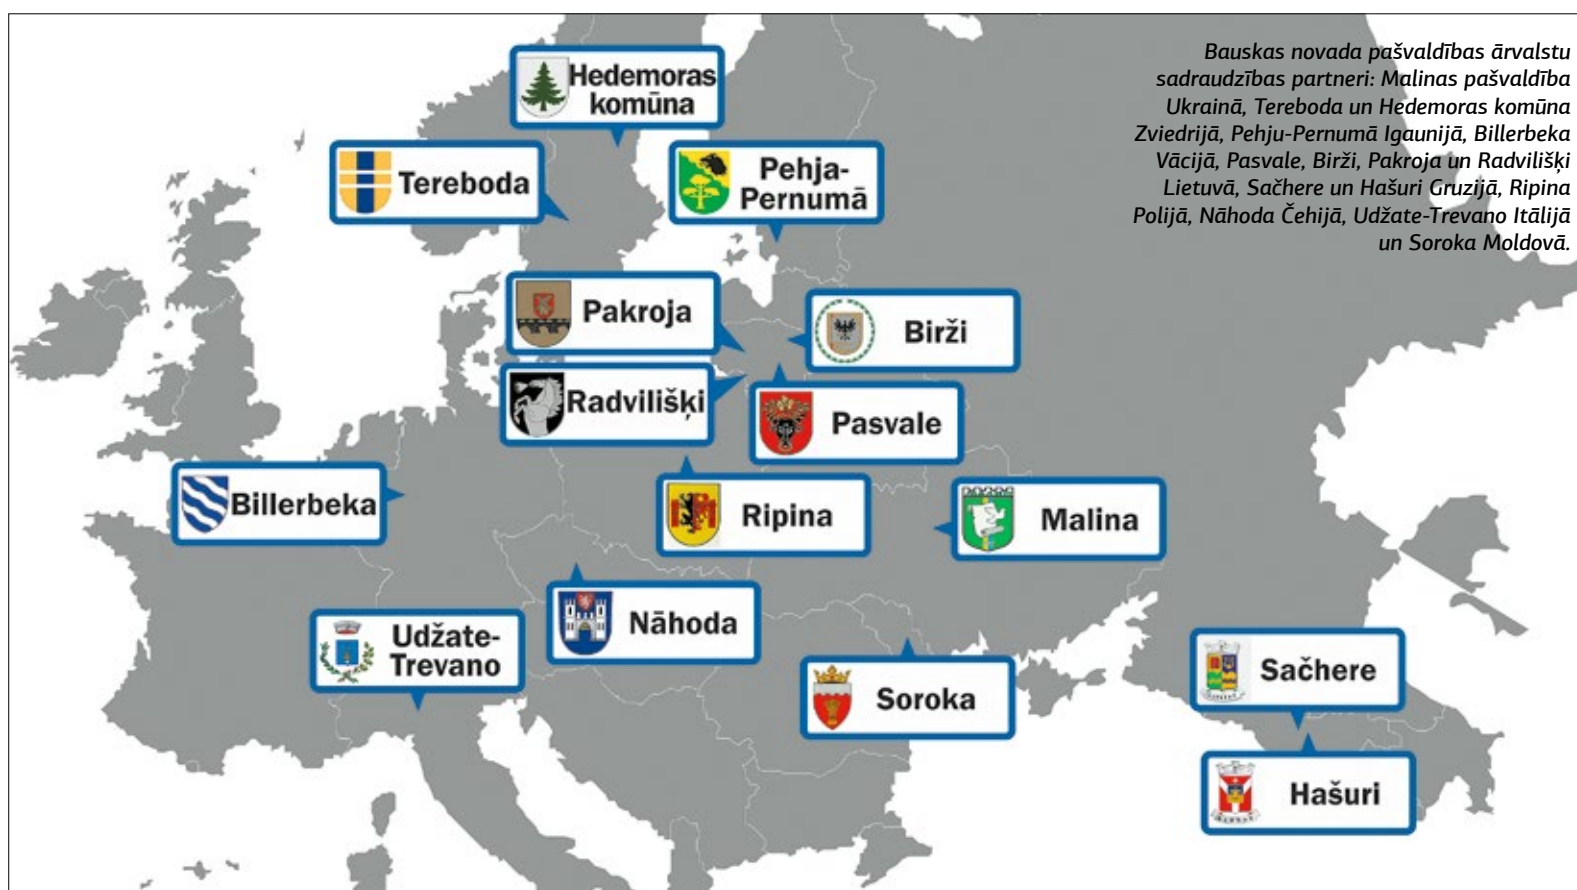 Bauskas novada pašvaldības ārvalstu
sadraudzības partneri: Malinas pašvaldība
Ukrainā, Tereboda un Hedemoras komūna
Zviedrijā, Pehju-Pernumā Igaunijā, Billerbeka
Vācijā, Pasvale, Birži, Pakroja un Radvilišķi
Lietuvā, Sačhere un Hašuri Gruzijā, Ripina
Polijā, Nāhoda Čehijā, Udžate-Trevano Itālijā
un Soroka Moldovā.
Hedemoras
komūna
Tereboda
Pehja-
Pernumā
Pakroja
Birži
Radvilišķi
Pasvale
Billerbeka
Ripina
Malina
Nāhoda
Udžate-
Trevano
Soroka
Sačhere
Hašuri